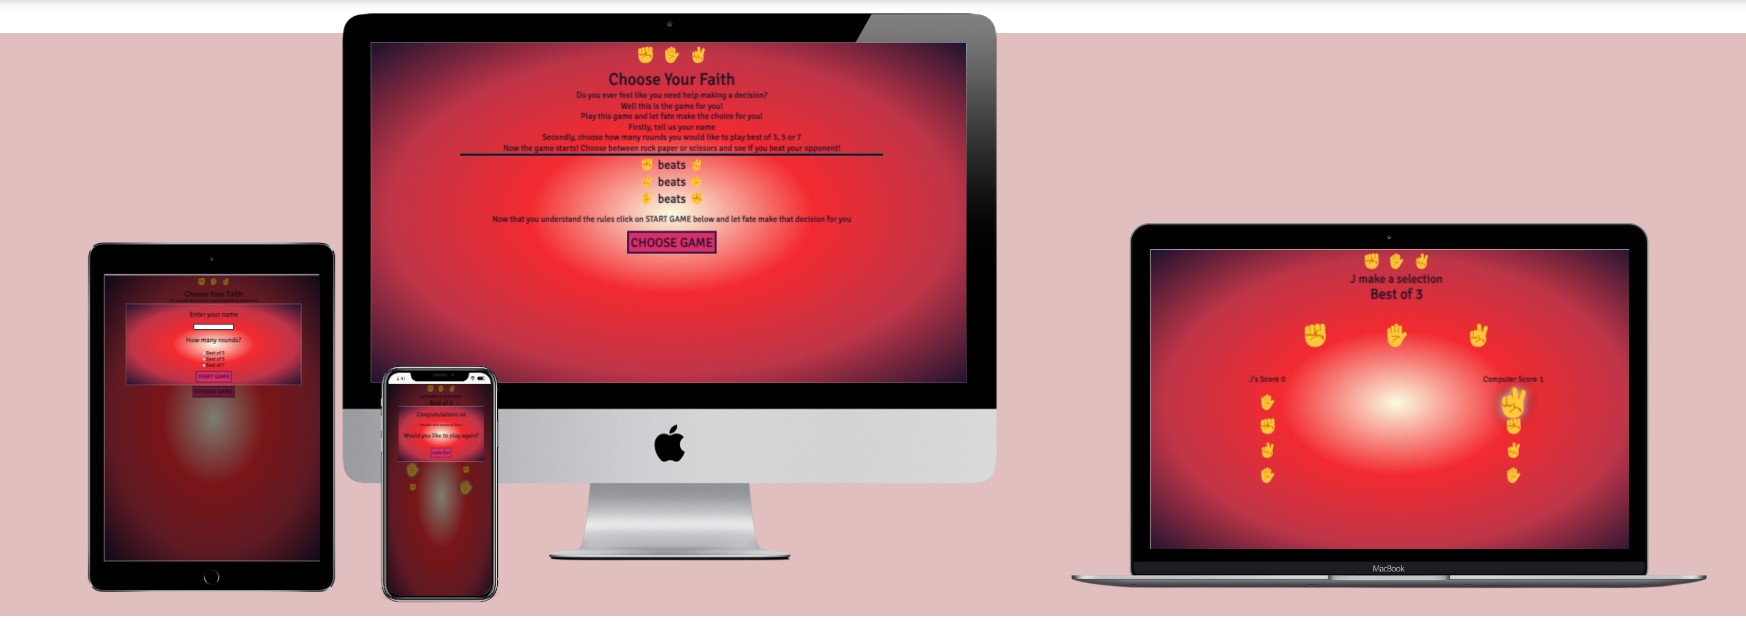 Choose Your Faith
Do you ever feel like you need help making a decision?
Well this is the game for you!
Play this game and let fate make the choice for you!
Firstly, tell us your name
Secondly, choose how many rounds you would like to play best of 3, 5 or 7
Now the game starts! Choose between rock paper or scissors and see if you beat your opponent!
beats
beats
beats
Now that you understand the rules click on START GAME below and let fate make that decision for you
CHOOSE GAME
Choose Your Faith
Enter your name
How many rounds?
Best of 3
Best of 5
Best of 7
START GAME
CHOOSE GAME
Best of 3
Congratulations
Would you like to play again?
J make a selection
Best of 3
J's Score 0
Computer Score 1
MacBook